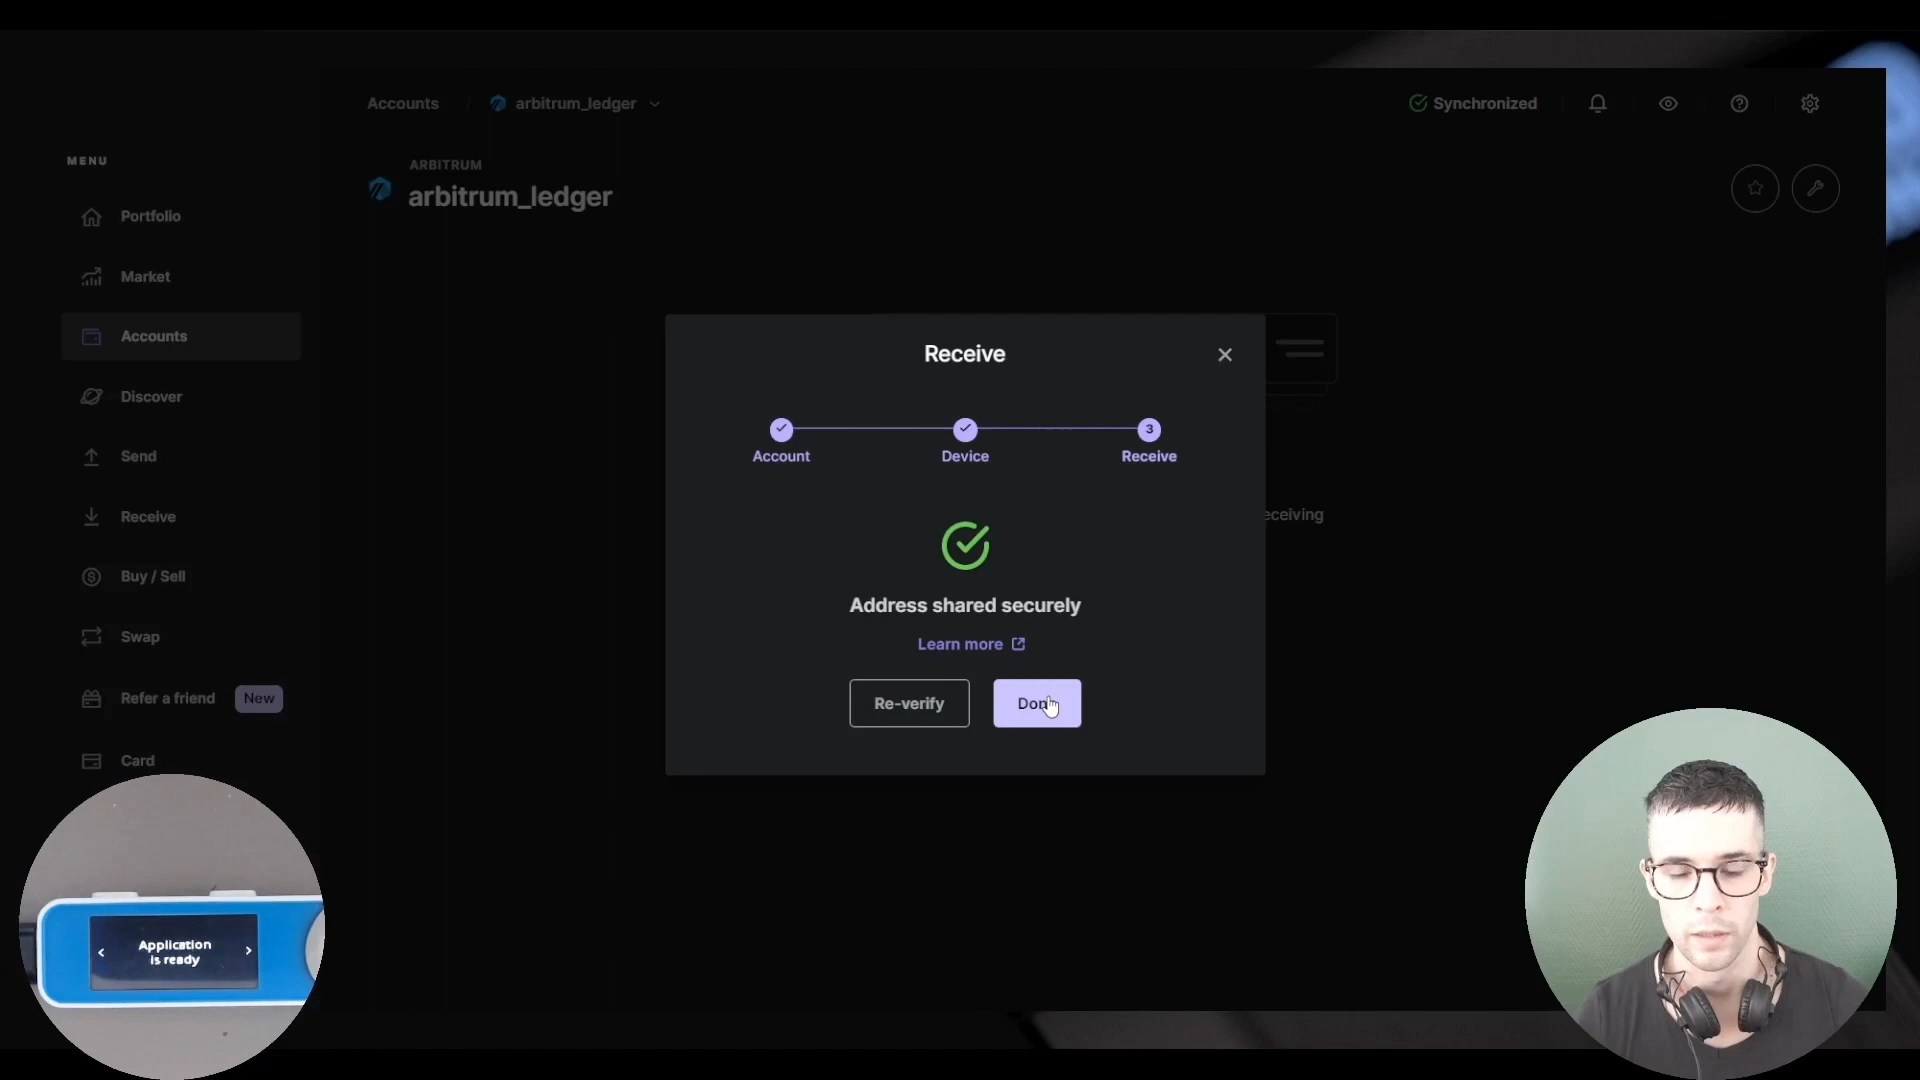 Accounts / arbitrum_ledger
Synchronized
MENU
ARBITRUM
arbitrum_ledger
Portfolio
Market
Accounts
Discover
Send
Receive
Buy / Sell
Swap
Refer a friend New
Card
Receive
3
Account Device Receive
eceiving
Address shared securely
Learn more
Re-verify
Don
Application
is ready